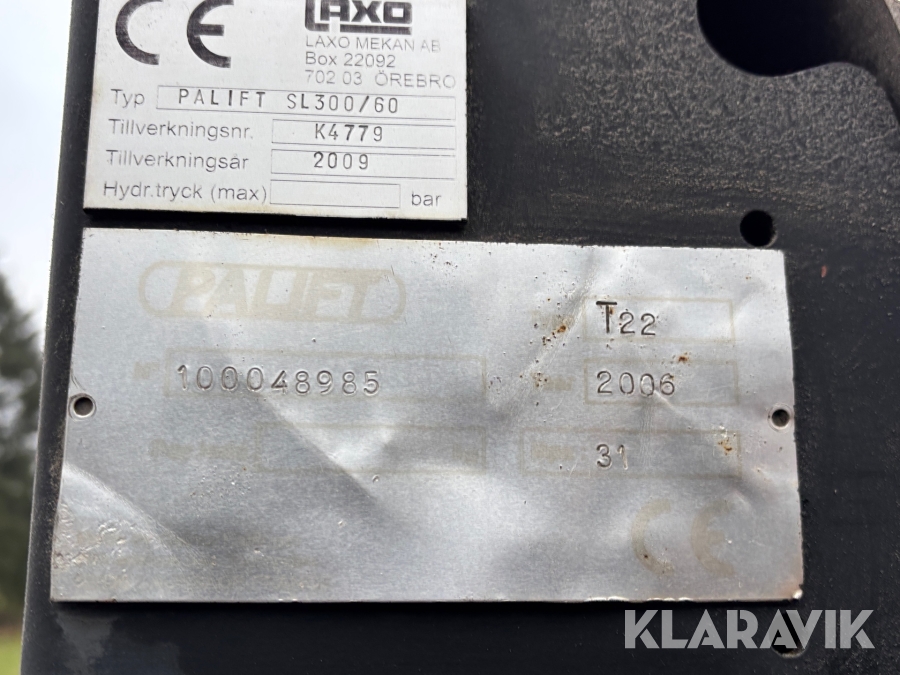 CE LAXO
LAXO MEKAN AB
Box 22092
702 03 ÖREBRO
Typ PALIFT SL300/60
Tillverkningsnr. K4779
Tillverkningsår 2009
Hydr.tryck (max) bar
PALIFT
T22
N° 100048985
2006
31
CE
KLARAVIK